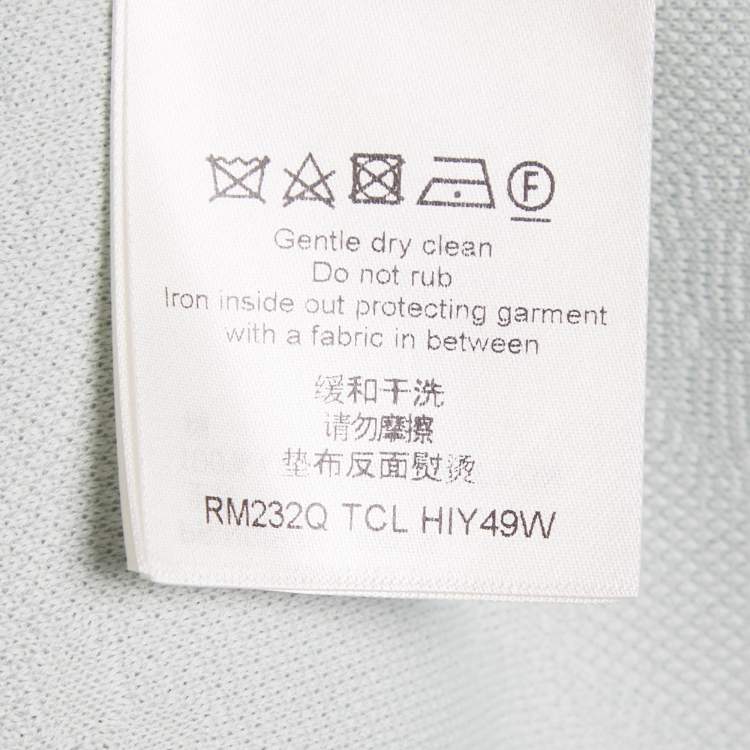 F
Gentle dry clean
Do not rub
Iron inside out protecting garment
with a fabric in between
缓和干洗
请勿摩擦
垫布反面熨烫
RM232Q TCL HIY49W